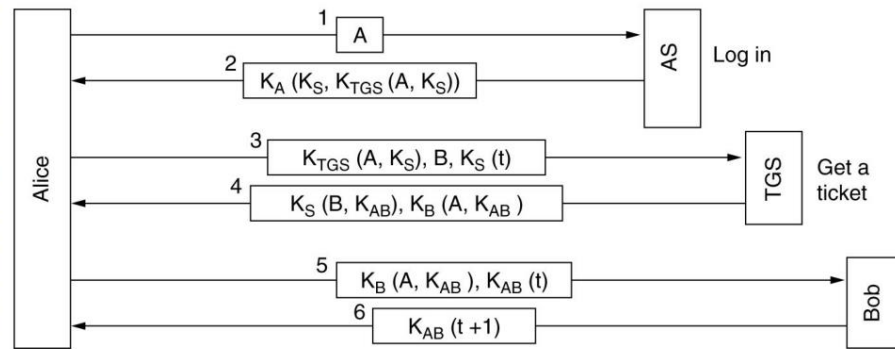 1
A
AS
Log in
2
K_A (K_S, K_TGS (A, K_S))
Alice
3
K_TGS (A, K_S), B, K_S (t)
TGS
Get a
ticket
4
K_S (B, K_AB), K_B (A, K_AB )
5
K_B (A, K_AB ), K_AB (t)
Bob
6
K_AB (t +1)